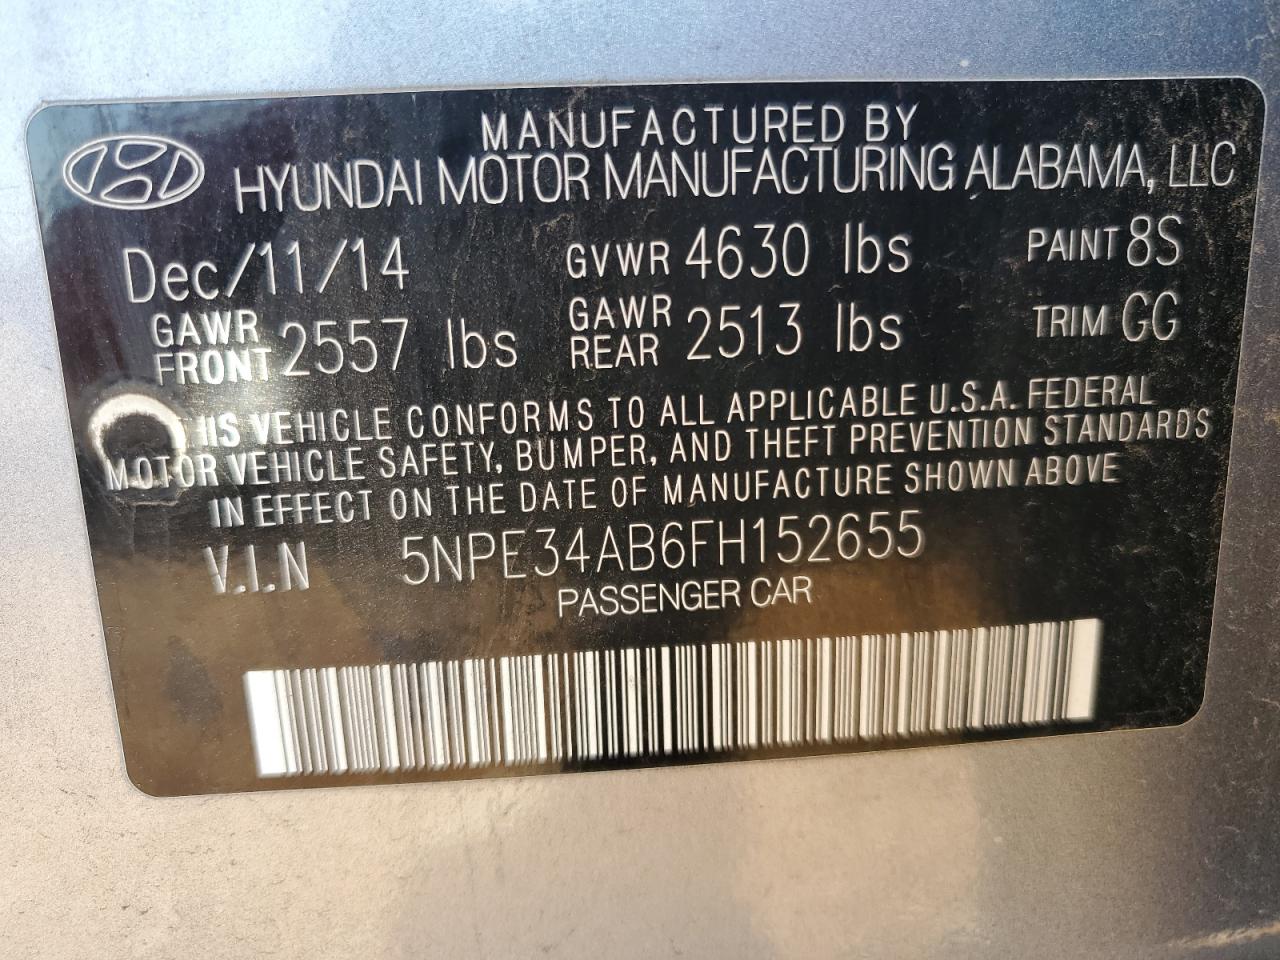 MANUFACTURED BY
HYUNDAI MOTOR MANUFACTURING ALABAMA, LLC
Dec/11/14 GVWR 4630 lbs PAINT 8S
GAWR FRONT 2557 lbs GAWR REAR 2513 lbs TRIM GG
VEHICLE CONFORMS TO ALL APPLICABLE U.S.A. FEDERAL
MOTOR VEHICLE SAFETY, BUMPER, AND THEFT PREVENTION STANDARDS
IN EFFECT ON THE DATE OF MANUFACTURE SHOWN ABOVE
V.I.N 5NPE34AB6FH152655
PASSENGER CAR